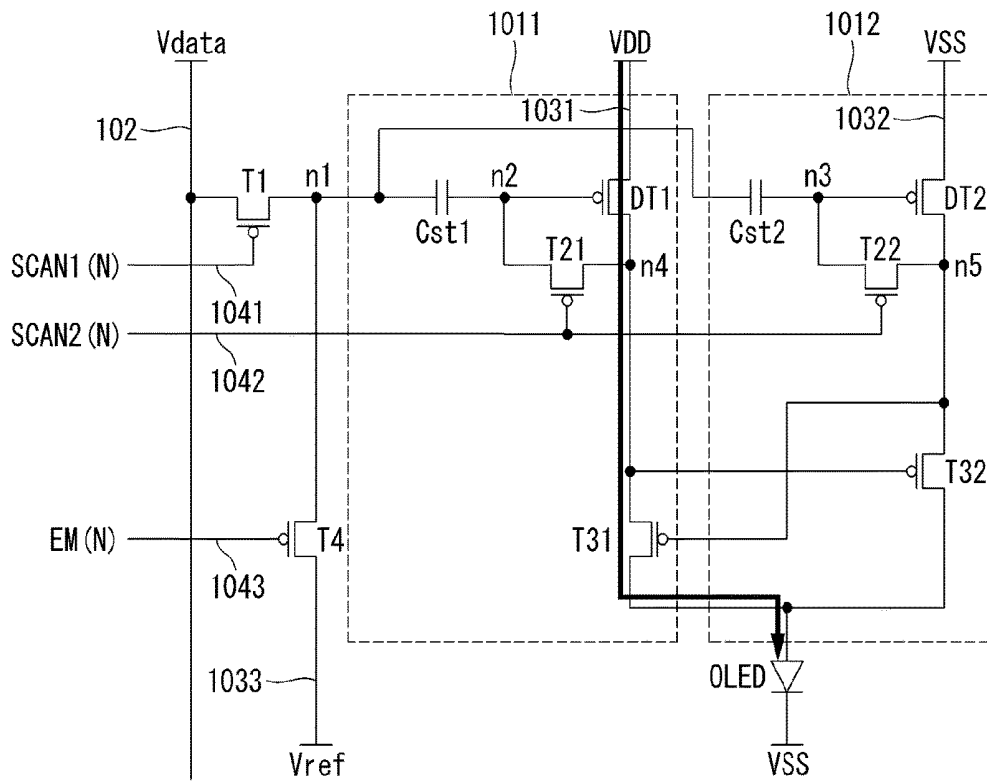 1011
1012
Vdata
VDD
VSS
1031
1032
102
T1
n1
n2
n3
Cst1
DT1
Cst2
DT2
T21
n4
T22
n5
SCAN1(N)
1041
SCAN2(N)
1042
T32
EM(N)
T4
T31
1043
OLED
1033
Vref
VSS